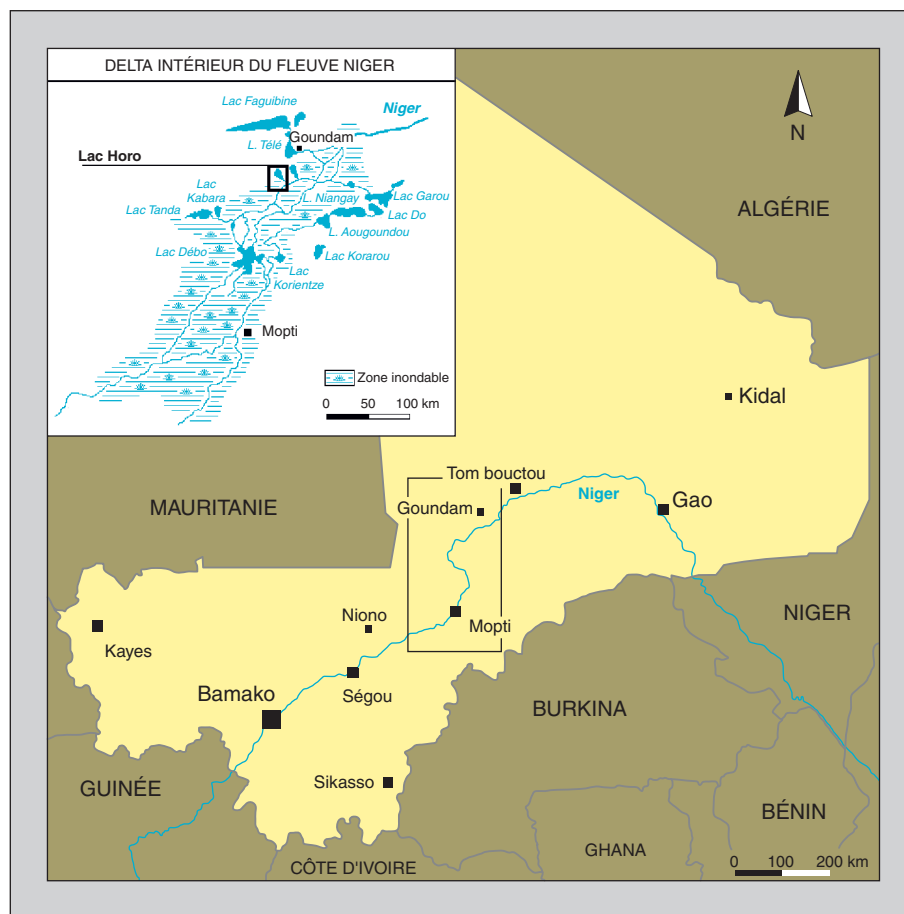 DELTA INTÉRIEUR DU FLEUVE NIGER
Lac Faguibine
Niger
Goundam
L. Télé
Lac Horo
Lac
Kabara
L. Niangay
Lac Garou
Lac Tanda
Lac Do
L. Aougoundou
Lac Débo
Lac Korarou
Lac
Korientze
Mopti
Zone inondable
0 50 100 km
N
ALGÉRIE
Kidal
Tom bouctou
Niger
Gao
Goundam
MAURITANIE
NIGER
Niono
Mopti
Kayes
Ségou
Bamako
BURKINA
Sikasso
GUINÉE
BÉNIN
GHANA
CÔTE D'IVOIRE
0 100 200 km